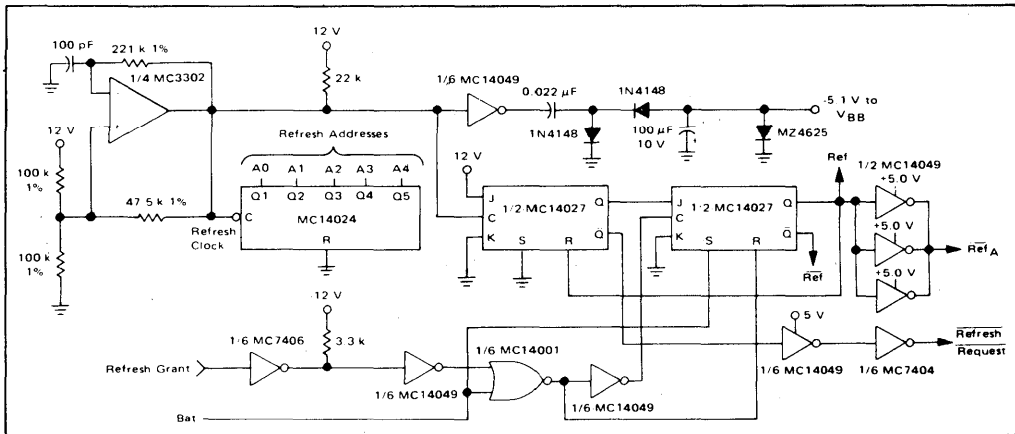 12 V
100 pF
221 k 1%
1/4 MC3302
22 k
1/6 MC14049
0.022 µF
1N4148
-5.1 V to
VBB
1N4148
100 µF
10 V
MZ4625
12 V
Refresh Addresses
A0 A1 A2 A3 A4
Q1 Q2 Q3 Q4 Q5
C
MC14024
R
100 k
1%
47 5 k 1%
Refresh
Clock
100 k
1%
12 V
J
C
K
1/2-MC14027
Q
Q̅
S
R
J
C
K
1·2-MC14027
Q
Q̅
S
R
Ref
R̅e̅f̅
1/2 MC14049
+5.0 V
+5.0 V
+5.0 V
R̅e̅f̅A
12 V
3.3 k
1·6 MC7406
Refresh Grant
1/6 MC14049
1/6 MC14001
1/6 MC14049
Bat
5 V
1/6 MC14049
1/6 MC7404
R̅e̅f̅r̅e̅s̅h̅
R̅e̅q̅u̅e̅s̅t̅